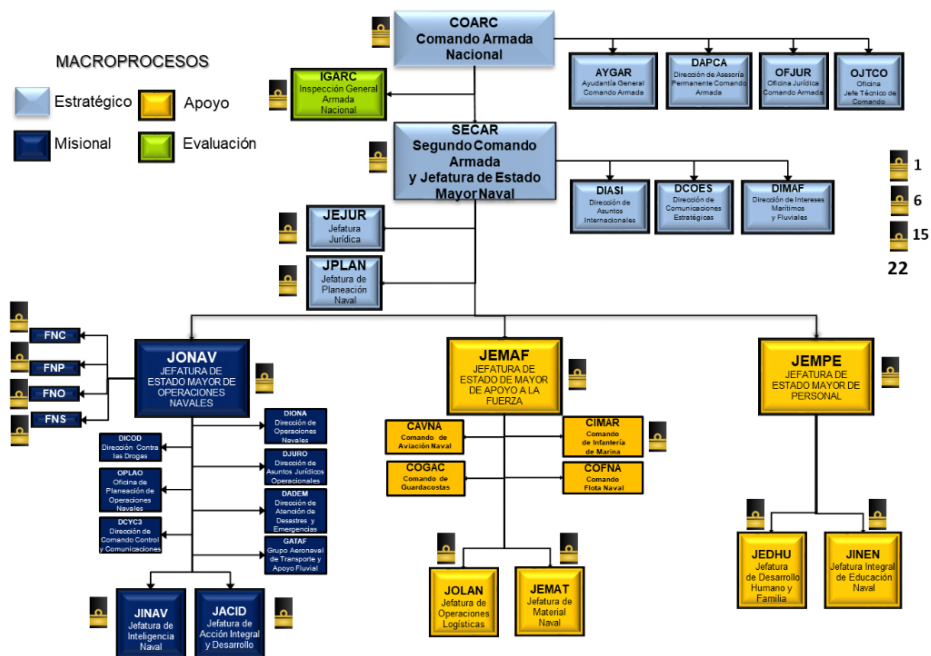 COARC
Comando Armada
Nacional
MACROPROCESOS
Estratégico
Apoyo
Misional
Evaluación
IGARC
Inspección General
Armada
Nacional
AYGAR
Ayudantía General
Comando Armada
DAPCA
Dirección de Asesoría
Permanente Comando
Armada
OFJUR
Oficina Jurídica
Comando Armada
OJTCO
Oficina
Jefe Técnico de
Comando
SECAR
Segundo Comando
Armada
y Jefatura de Estado
Mayor Naval
DIASI
Dirección de
Asuntos
Internacionales
DCOES
Dirección de
Comunicaciones
Estratégicas
DIMAF
Dirección de Intereses
Marítimos
y Fluviales
1
6
15
22
JEJUR
Jefatura
Jurídica
JPLAN
Jefatura de
Planeación
Naval
FNC
FNP
FNO
FNS
JONAV
JEFATURA DE
ESTADO MAYOR DE
OPERACIONES
NAVALES
JEMAF
JEFATURA DE
ESTADO DE MAYOR
DE APOYO A LA
FUERZA
JEMPE
JEFATURA DE
ESTADO MAYOR DE
PERSONAL
DICOD
Dirección Contra
las Drogas
OPLAO
Oficina de
Planeación de
Operaciones
Navales
DCYC3
Dirección de
Comando Control
y Comunicaciones
DIONA
Dirección de
Operaciones
Navales
DJURO
Dirección de
Asuntos Jurídicos
Operacionales
DADEM
Dirección de
Atención de
Desastres y
Emergencias
GATAF
Grupo Aeronaval
de Transporte y
Apoyo Fluvial
CAVNA
Comando de
Aviación Naval
CIMAR
Comando
de Infantería
de Marina
COGAC
Comando de
Guardacostas
COFNA
Comando
Flota Naval
JINAV
Jefatura de
Inteligencia
Naval
JACID
Jefatura de
Acción Integral
y Desarrollo
JOLAN
Jefatura de
Operaciones
Logísticas
JEMAT
Jefatura de
Material
Naval
JEDHU
Jefatura
de Desarrollo
Humano y
Familia
JINEN
Jefatura Integral
de Educación
Naval